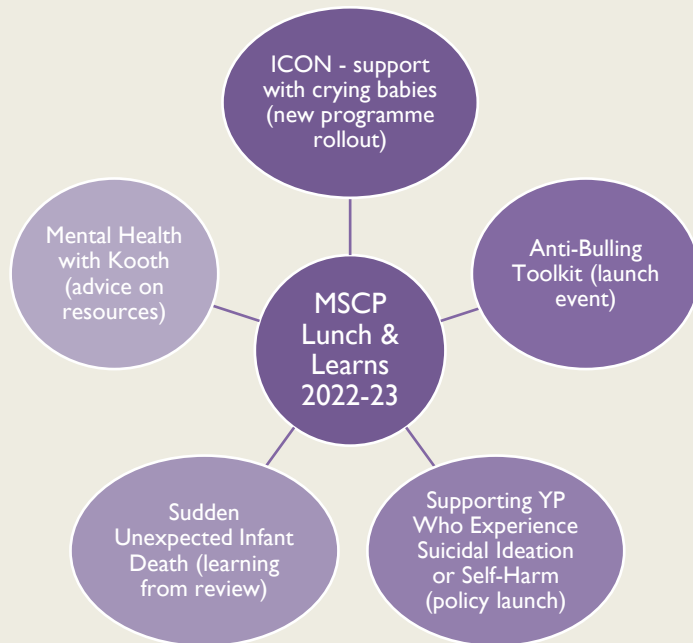 ICON - support
with crying babies
(new programme
rollout)
Anti-Bulling
Toolkit (launch
event)
Supporting YP
Who Experience
Suicidal Ideation
or Self-Harm
(policy launch)
Sudden
Unexpected Infant
Death (learning
from review)
Mental Health
with Kooth
(advice on
resources)
MSCP
Lunch &
Learns
2022-23